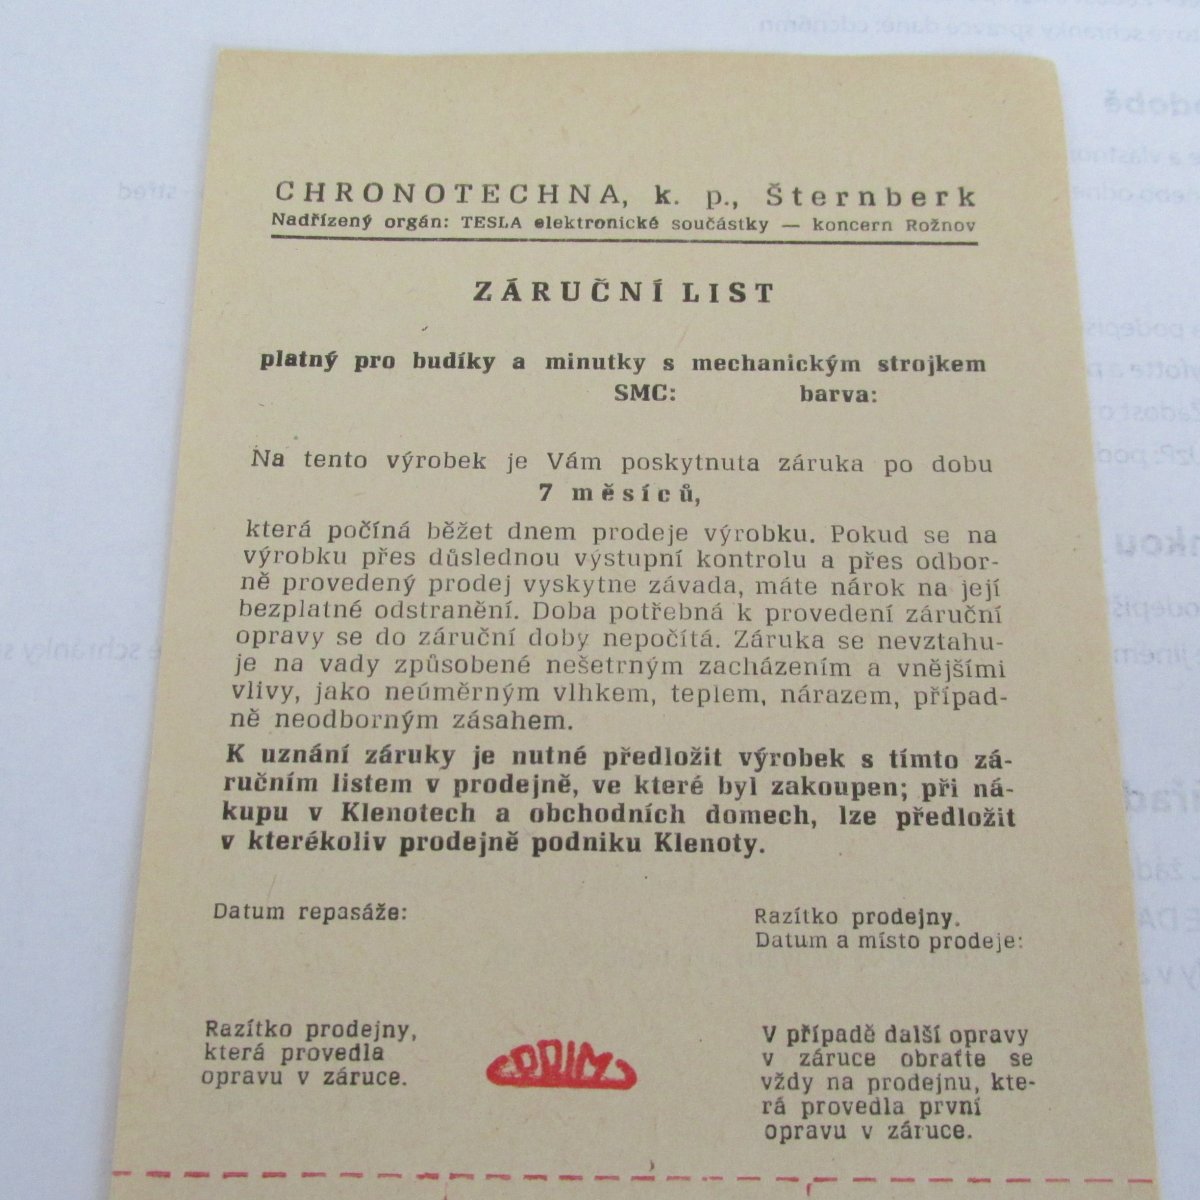 CHRONOTECHNA, k. p., Šternberk
Nadřízený orgán: TESLA elektronické součástky — koncern Rožnov
ZÁRUČNÍ LIST
platný pro budíky a minutky s mechanickým strojkem
SMC: barva:
Na tento výrobek je Vám poskytnuta záruka po dobu
7 měsíců,
která počíná běžet dnem prodeje výrobku. Pokud se na
výrobku přes důslednou výstupní kontrolu a přes odbor-
ně provedený prodej vyskytne závada, máte nárok na její
bezplatné odstranění. Doba potřebná k provedení záruční
opravy se do záruční doby nepočítá. Záruka se nevztahu-
je na vady způsobené nešetrným zacházením a vnějšími
vlivy, jako neúměrným vlhkem, teplem, nárazem, případ-
ně neodborným zásahem.
K uznání záruky je nutné předložit výrobek s tímto zá-
ručním listem v prodejně, ve které byl zakoupen; při ná-
kupu v Klenotech a obchodních domech, lze předložit
v kterékoliv prodejně podniku Klenoty.
Datum repasáže:
Razítko prodejny.
Datum a místo prodeje:
Razítko prodejny,
která provedla
opravu v záruce.
PRIM
V případě další opravy
v záruce obraťte se
vždy na prodejnu, kte-
rá provedla první
opravu v záruce.